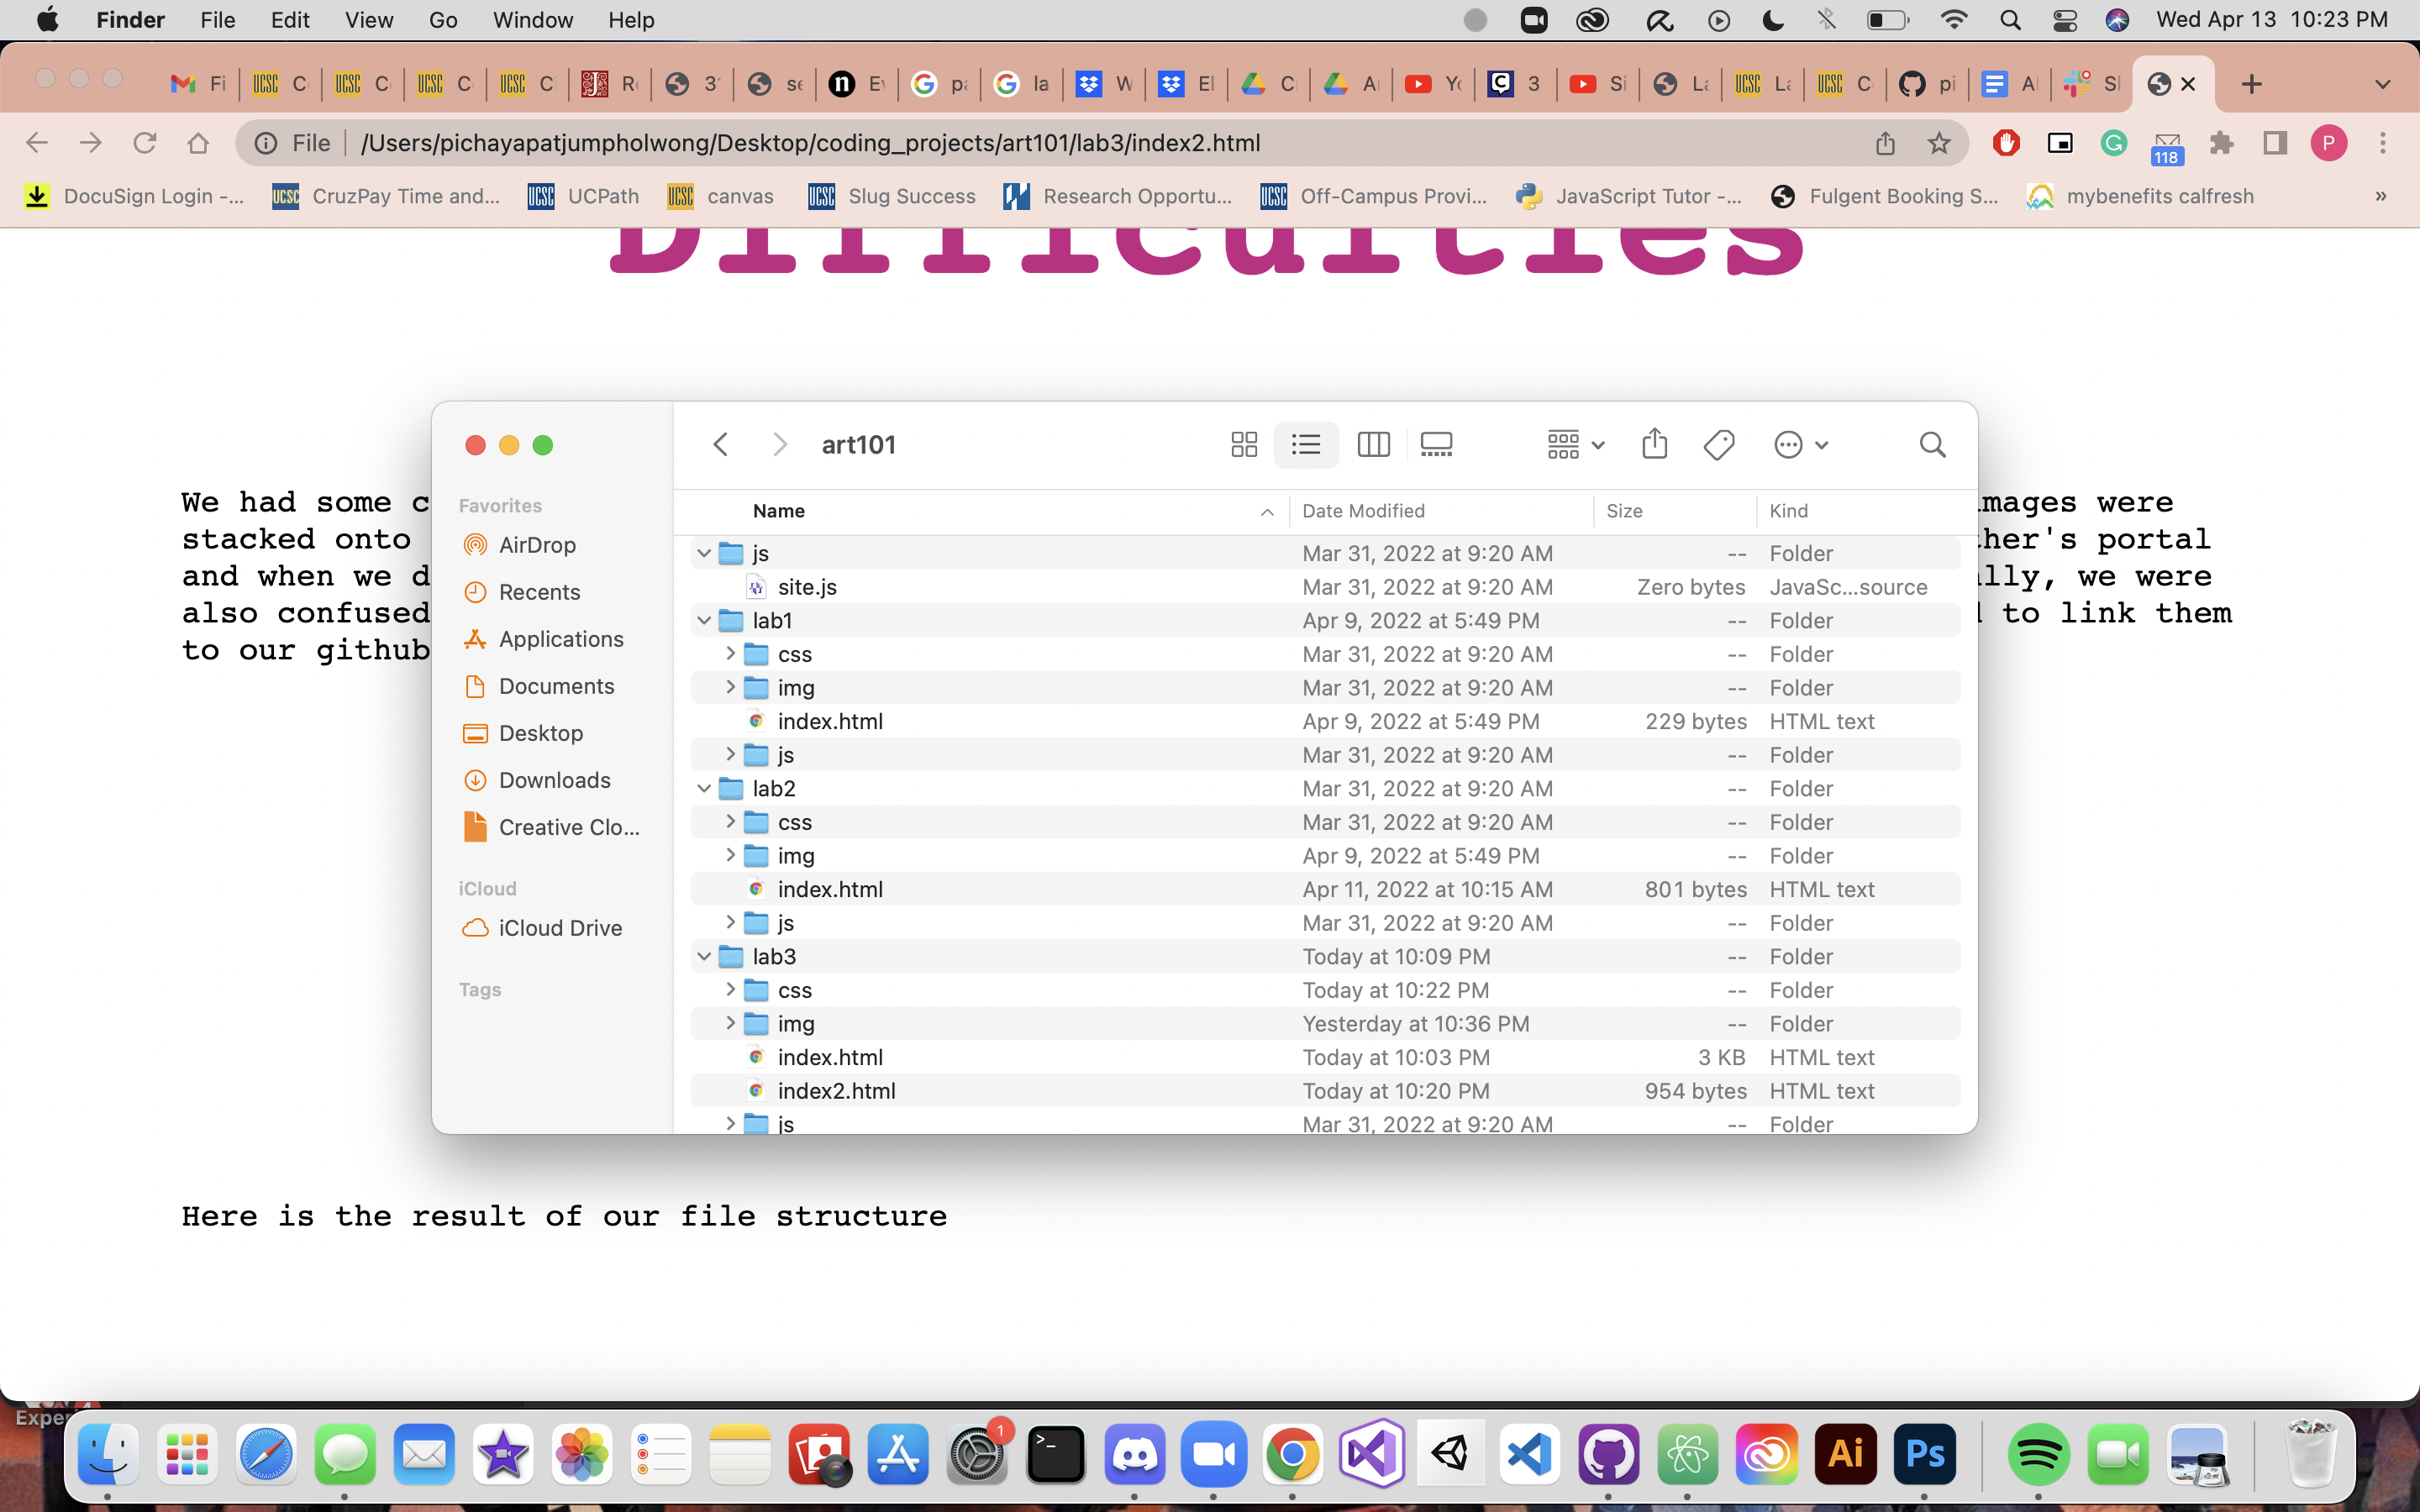 Finder File Edit View Go Window Help Wed Apr 13 10:23 PM
Fi C C C Ci R 3 se E pa la W El C A Yo 3 Si La La C pi A Sl
File /Users/pichayapatjumpholwong/Desktop/coding_projects/art101/lab3/index2.html 118 P
DocuSign Login -... CruzPay Time and... UCPath canvas Slug Success Research Opportu... Off-Campus Provi... JavaScript Tutor -... Fulgent Booking S... mybenefits calfresh »
Difficulties
We had some c
stacked onto
and when we d
also confused
to our github
mages were
ther's portal
lly, we were
to link them
art101
Favorites
AirDrop
Recents
Applications
Documents
Desktop
Downloads
Creative Clo...
iCloud
iCloud Drive
Tags
Name Date Modified Size Kind
js Mar 31, 2022 at 9:20 AM -- Folder
site.js Mar 31, 2022 at 9:20 AM Zero bytes JavaSc...source
lab1 Apr 9, 2022 at 5:49 PM -- Folder
css Mar 31, 2022 at 9:20 AM -- Folder
img Mar 31, 2022 at 9:20 AM -- Folder
index.html Apr 9, 2022 at 5:49 PM 229 bytes HTML text
js Mar 31, 2022 at 9:20 AM -- Folder
lab2 Mar 31, 2022 at 9:20 AM -- Folder
css Mar 31, 2022 at 9:20 AM -- Folder
img Apr 9, 2022 at 5:49 PM -- Folder
index.html Apr 11, 2022 at 10:15 AM 801 bytes HTML text
js Mar 31, 2022 at 9:20 AM -- Folder
lab3 Today at 10:09 PM -- Folder
css Today at 10:22 PM -- Folder
img Yesterday at 10:36 PM -- Folder
index.html Today at 10:03 PM 3 KB HTML text
index2.html Today at 10:20 PM 954 bytes HTML text
js Mar 31, 2022 at 9:20 AM -- Folder
Here is the result of our file structure
Exper
1
Ai Ps